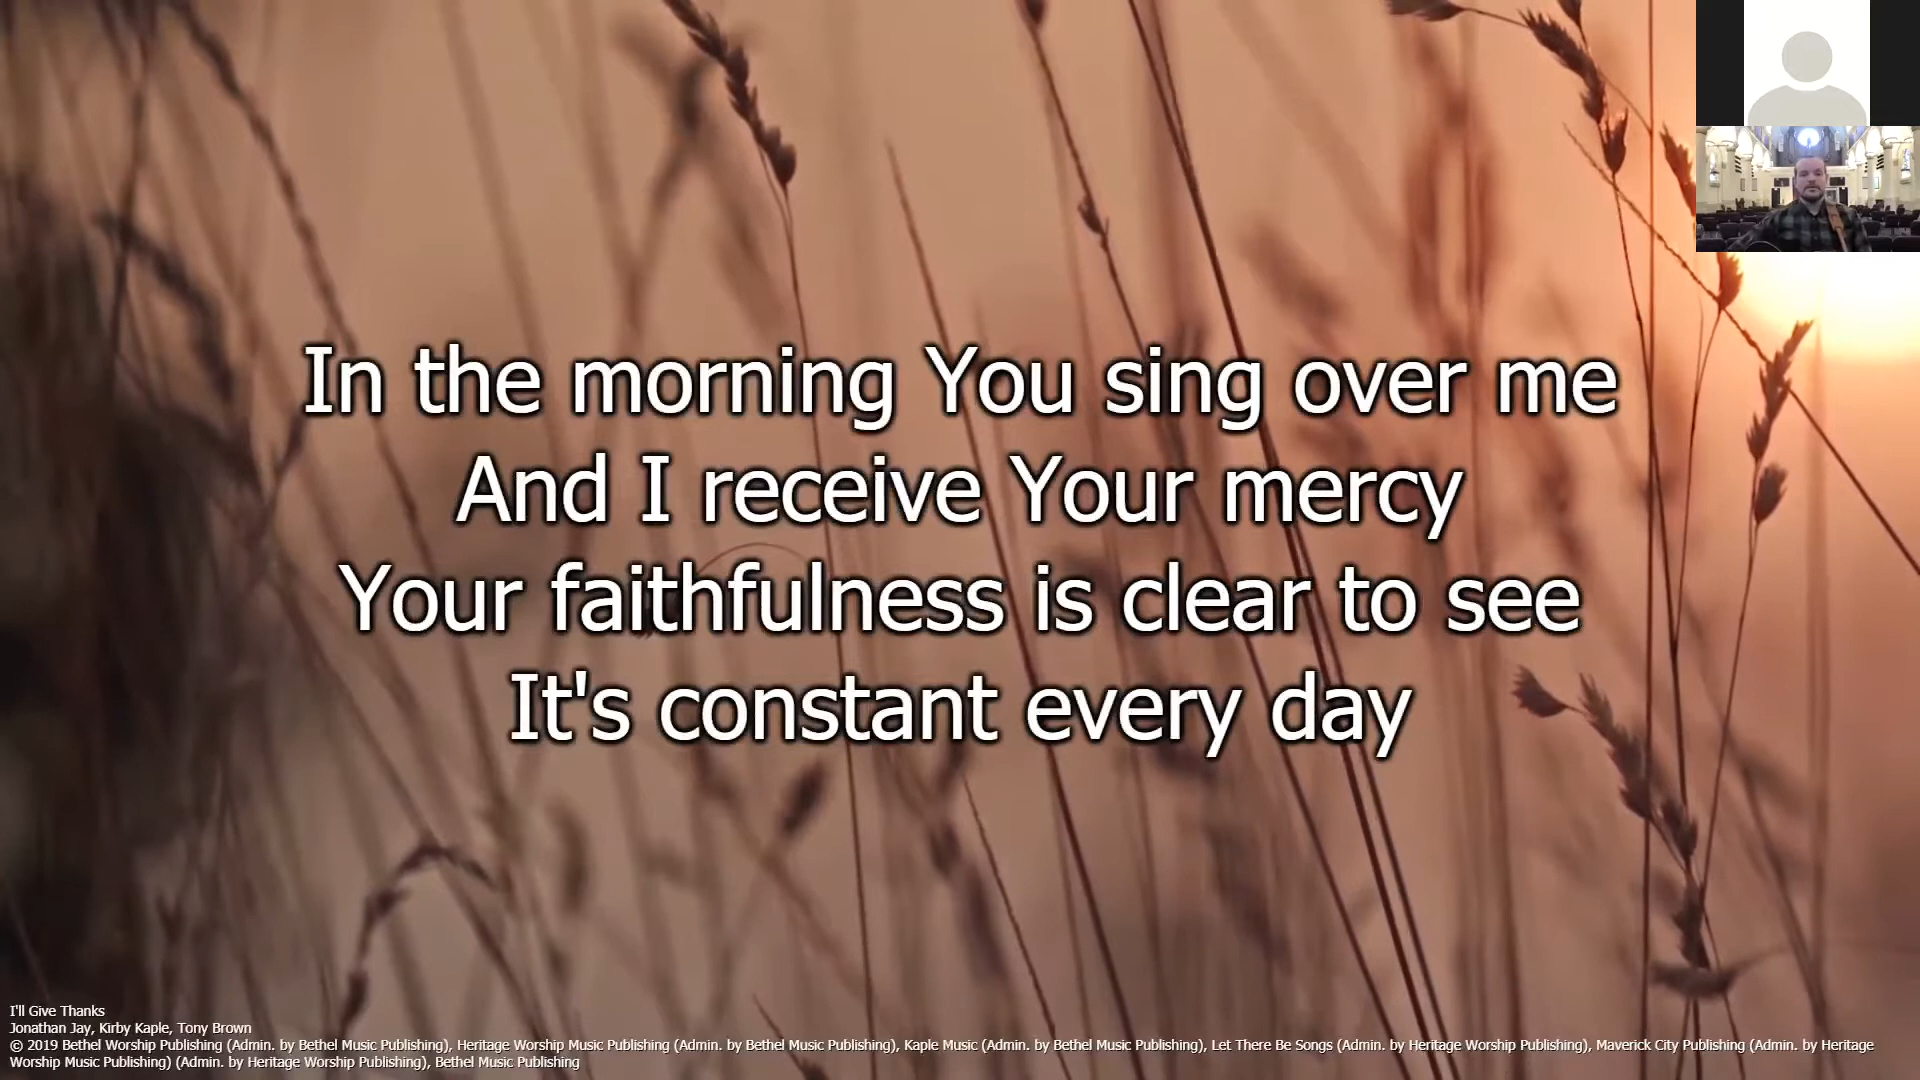 In the morning You sing over me
And I receive Your mercy
Your faithfulness is clear to see
It's constant every day
I'll Give Thanks
Jonathan Jay, Kirby Kaple, Tony Brown
© 2019 Bethel Worship Publishing (Admin. by Bethel Music Publishing), Heritage Worship Music Publishing (Admin. by Bethel Music Publishing), Kaple Music (Admin. by Bethel Music Publishing), Let There Be Songs (Admin. by Heritage Worship Publishing), Maverick City Publishing (Admin. by Heritage
Worship Music Publishing) (Admin. by Heritage Worship Publishing), Bethel Music Publishing